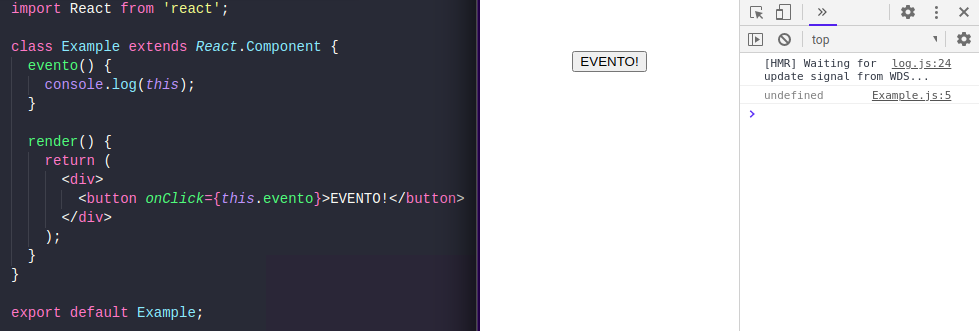 import React from 'react';
class Example extends React.Component {
evento() {
console.log(this);
}
render() {
return (
<div>
<button onClick={this.evento}>EVENTO!</button>
</div>
);
}
}
export default Example;
EVENTO!
top
[HMR] Waiting for log.js:24
update signal from WDS...
undefined Example.js:5